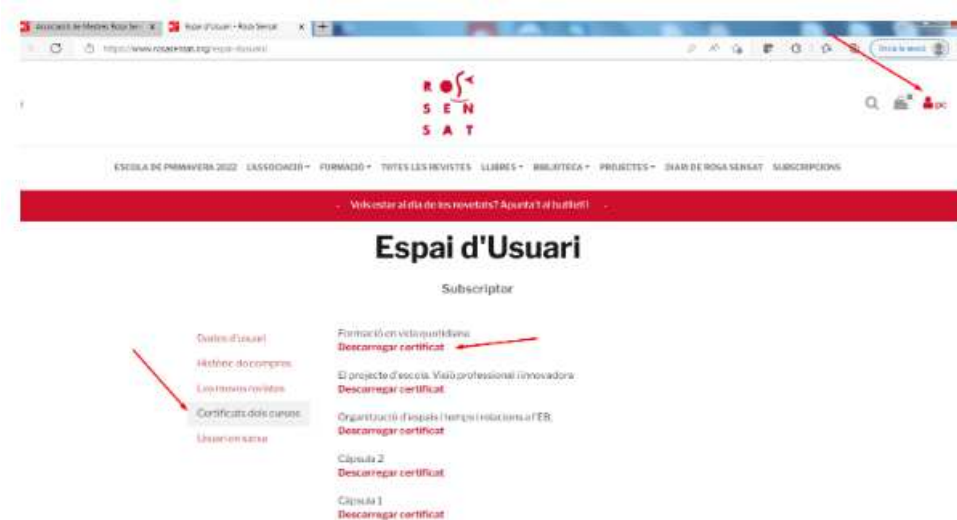 Associació de Mestres Rosa Sen
Espai d'Usuari - Rosa Sensat
https://www.rosasensat.org/espai-dusuari/
R O S A
SEN
SAT
pc
ESCOLA DE PRIMAVERA 2022 L'ASSOCIACIÓ FORMACIÓ TOTES LES REVISTES LLIBRES BIBLIOTECA PROJECTES DIARI DE ROSA SENSAT SUBSCRIPCIONS
Vols estar al dia de les novetats? Apunta't al butlletí!
Espai d'Usuari
Subscriptor
Dades d'usuari
Històric de compres
Les meves revistes
Certificats dels cursos
Usuari en xarxa
Formació en vida quotidiana
Descarregar certificat
El projecte d'escola. Visió professional i innovadora
Descarregar certificat
Organització d'espais i temps i relacions a l'EB.
Descarregar certificat
Càpsula 2
Descarregar certificat
Càpsula 1
Descarregar certificat